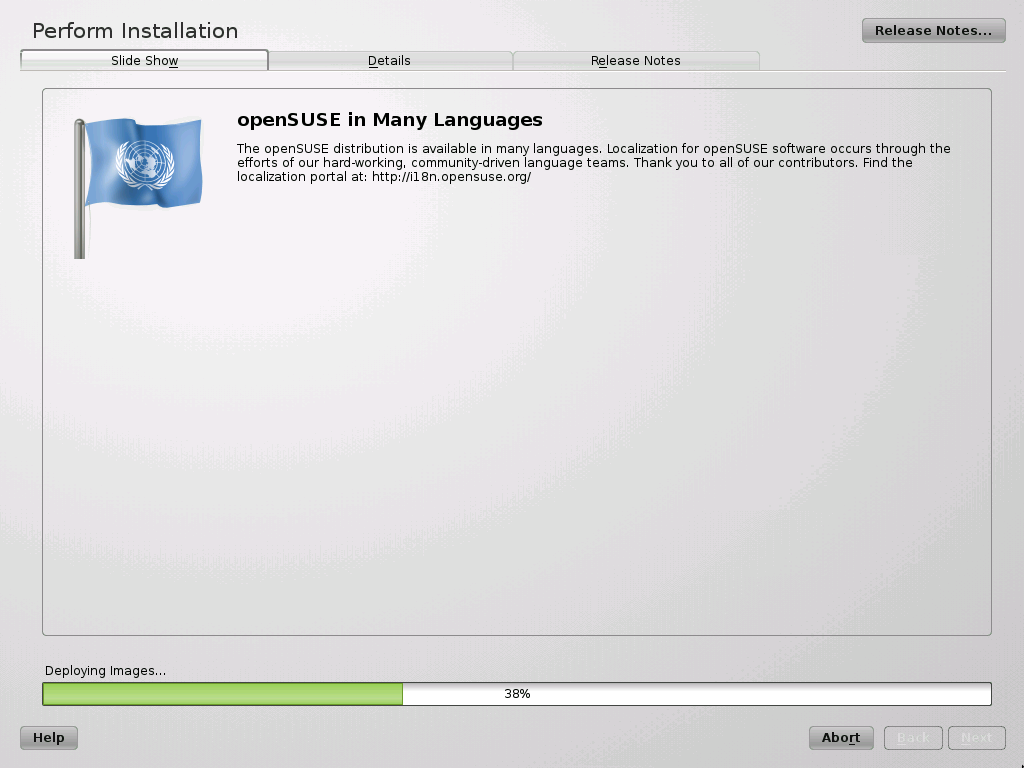 Perform Installation
Release Notes...
Slide Show
Details
Release Notes
openSUSE in Many Languages
The openSUSE distribution is available in many languages. Localization for openSUSE software occurs through the
efforts of our hard-working, community-driven language teams. Thank you to all of our contributors. Find the
localization portal at: http://i18n.opensuse.org/
Deploying Images...
38%
Help
Abort
Back
Next